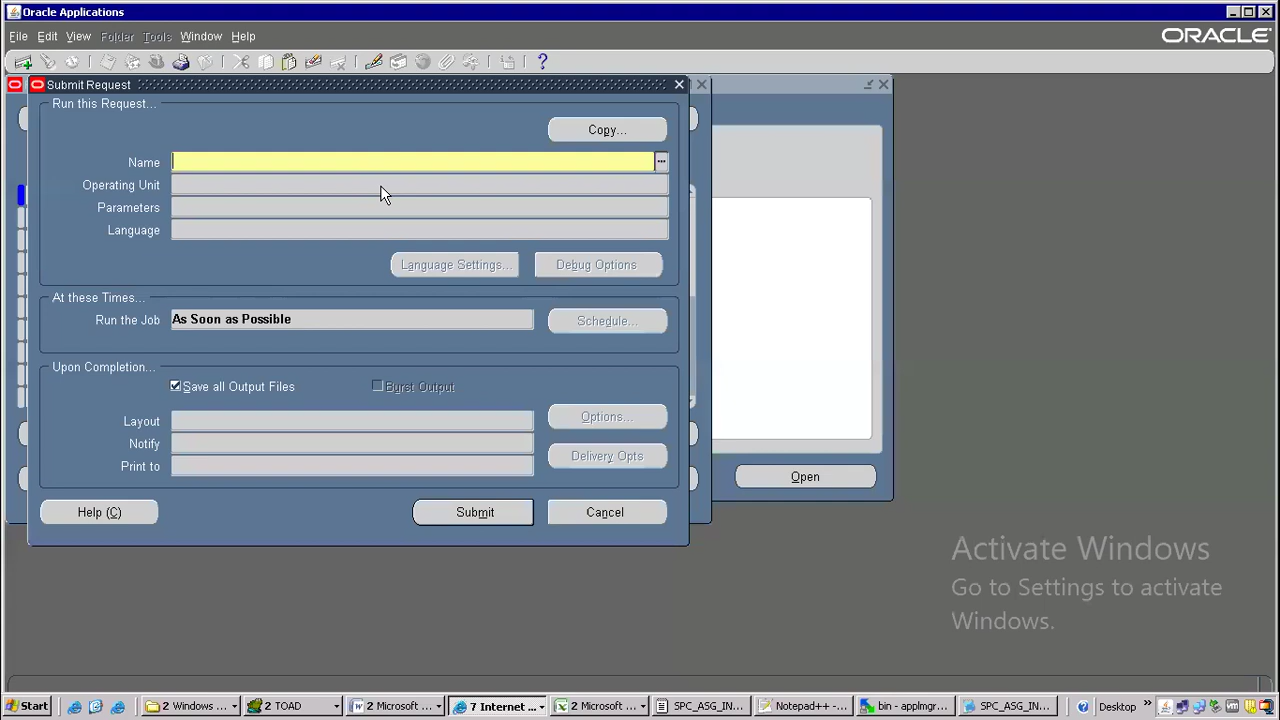 Oracle Applications
File Edit View Folder Tools Window Help
ORACLE
Submit Request
Run this Request...
Copy...
Name
Operating Unit
Parameters
Language
Language Settings...
Debug Options
At these Times...
Run the Job
As Soon as Possible
Schedule...
Upon Completion...
Save all Output Files
Burst Output
Layout
Options...
Notify
Delivery Opts
Print to
Help (C)
Submit
Cancel
Open
Activate Windows
Go to Settings to activate
Windows.
Start
2 Windows ...
2 TOAD
2 Microsoft ...
7 Internet ...
2 Microsoft ...
SPC_ASG_IN...
Notepad++ - ...
bin - applmgr...
SPC_ASG_IN...
Desktop